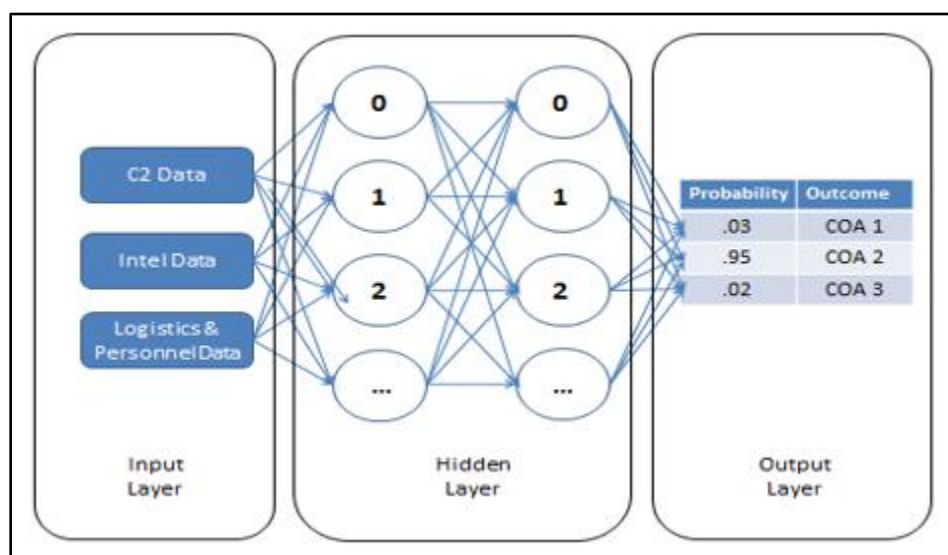 C2 Data
Intel Data
Logistics &
Personnel Data
Input
Layer
0
1
2
...
0
1
2
...
Hidden
Layer
Probability Outcome
.03 COA 1
.95 COA 2
.02 COA 3
Output
Layer